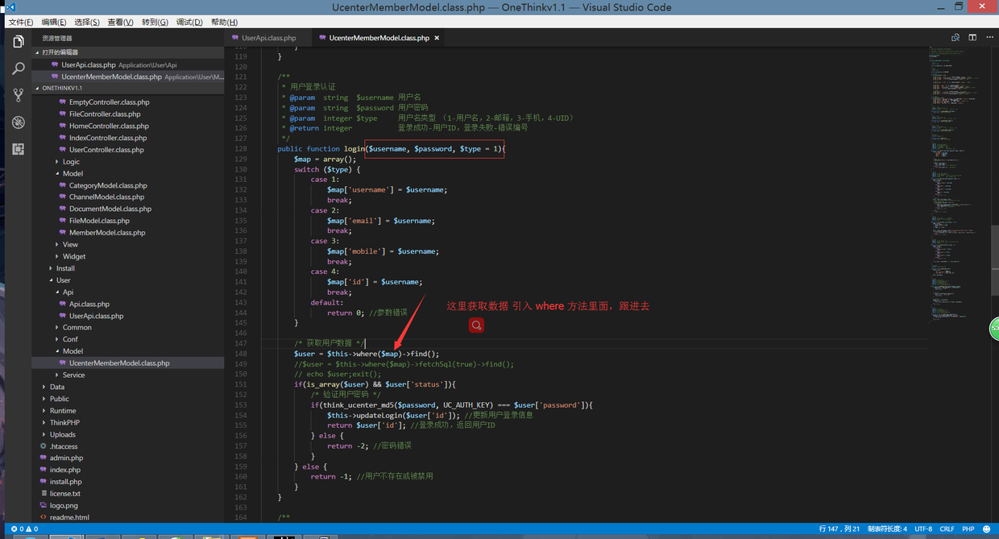 UcenterMemberModel.class.php — OneThinkv1.1 — Visual Studio Code
文件(F) 编辑(E) 选择(S) 查看(V) 转到(G) 调试(D) 帮助(H)
资源管理器
打开的编辑器
UserApi.class.php Application\User\Api
UcenterMemberModel.class.php Application\User\M...
ONETHINKV1.1
EmptyController.class.php
FileController.class.php
HomeController.class.php
IndexController.class.php
UserController.class.php
Logic
Model
CategoryModel.class.php
ChannelModel.class.php
DocumentModel.class.php
FileModel.class.php
MemberModel.class.php
View
Widget
Install
User
Api
Api.class.php
UserApi.class.php
Common
Conf
Model
UcenterMemberModel.class.php
Service
Data
Public
Runtime
ThinkPHP
Uploads
.htaccess
admin.php
index.php
install.php
license.txt
logo.png
readme.html
UserApi.class.php
UcenterMemberModel.class.php
118 }
119 }
120
121 /**
122 * 用户登录认证
123 * @param string $username 用户名
124 * @param string $password 用户密码
125 * @param integer $type 用户名类型 （1-用户名，2-邮箱，3-手机，4-UID）
126 * @return integer 登录成功-用户ID，登录失败-错误编号
127 */
128 public function login($username, $password, $type = 1){
129 $map = array();
130 switch ($type) {
131 case 1:
132 $map['username'] = $username;
133 break;
134 case 2:
135 $map['email'] = $username;
136 break;
137 case 3:
138 $map['mobile'] = $username;
139 break;
140 case 4:
141 $map['id'] = $username;
142 break;
143 default:
144 return 0; //参数错误
145 }
146
147 /* 获取用户数据 */
148 $user = $this->where($map)->find();
149 //$user = $this->where($map)->fetchSql(true)->find();
150 // echo $user;exit();
151 if(is_array($user) && $user['status']){
152 /* 验证用户密码 */
153 if(think_ucenter_md5($password, UC_AUTH_KEY) === $user['password']){
154 $this->updateLogin($user['id']); //更新用户登录信息
155 return $user['id']; //登录成功，返回用户ID
156 } else {
157 return -2; //密码错误
158 }
159 } else {
160 return -1; //用户不存在或被禁用
161 }
162 }
163
164 /**
这里获取数据 引入 where 方法里面，跟进去
53
0 0
行 147，列 21 制表符长度: 4 UTF-8 CRLF PHP